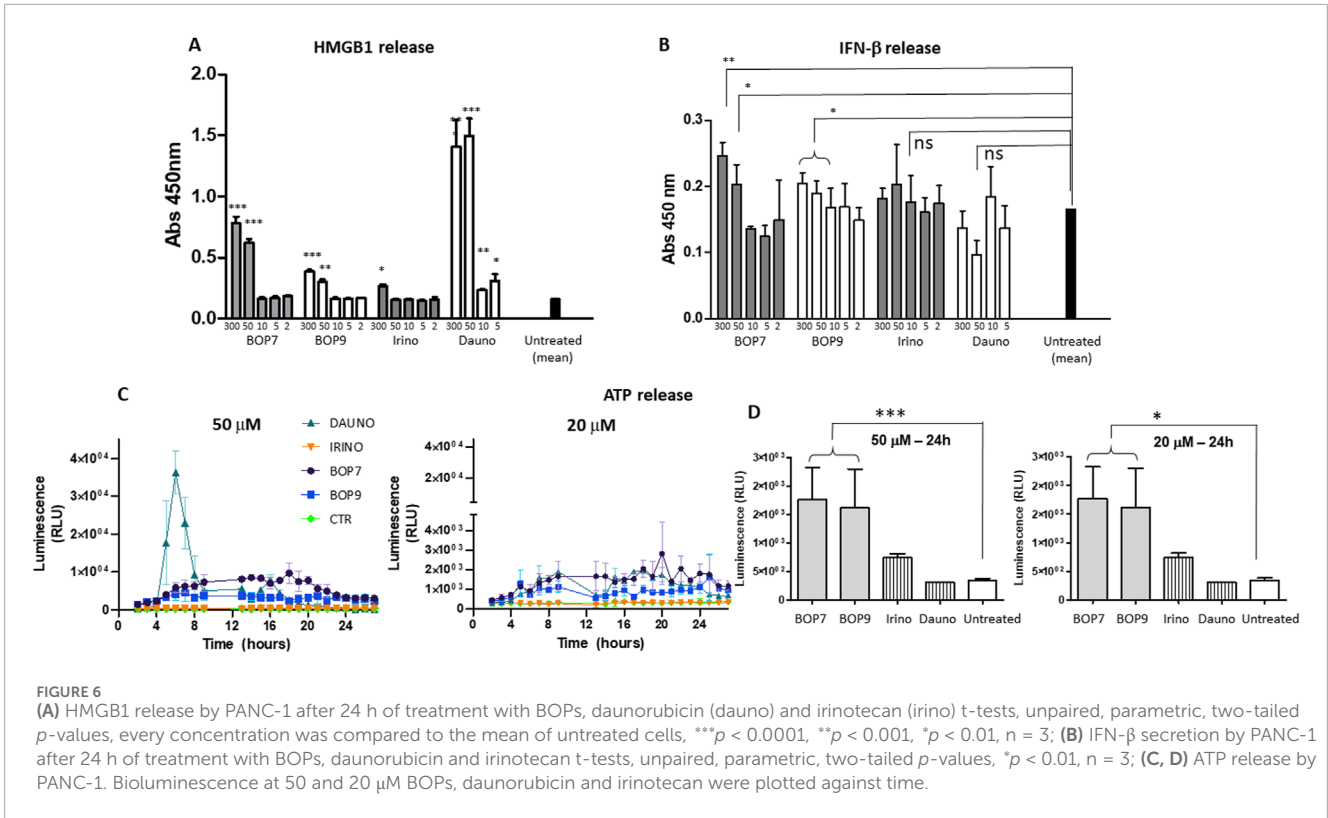 A
HMGB1 release
2.0
1.5
1.0
0.5
0.0
Abs 450nm
*** *** *** ** * ** * *** ** *
300 50 10 5 2 300 50 10 5 2 300 50 10 5 2 300 50 10 5
BOP7 BOP9 Irino Dauno Untreated
(mean)
B
IFN-β release
**
*
*
ns
ns
0.3
0.2
0.1
0.0
Abs 450 nm
300 50 10 5 2 300 50 10 5 2 300 50 10 5 2 300 50 10 5
BOP7 BOP9 Irino Dauno Untreated
(mean)
C
ATP release
50 μM
DAUNO
IRINO
BOP7
BOP9
CTR
4×10⁰⁴
3×10⁰⁴
2×10⁰⁴
1×10⁰⁴
0
Luminescence
(RLU)
0 4 8 12 16 20 24
Time (hours)
20 μM
4×10⁰⁴
2×10⁰⁴
4×10⁰³
3×10⁰³
2×10⁰³
1×10⁰³
0
Luminescence
(RLU)
0 4 8 12 16 20 24
Time (hours)
D
***
50 μM – 24h
3×10⁰³
2×10⁰³
2×10⁰³
1×10⁰³
5×10⁰²
0
Luminescence (RLU)
BOP7 BOP9 Irino Dauno Untreated
*
20 μM – 24h
3×10⁰³
2×10⁰³
2×10⁰³
1×10⁰³
5×10⁰²
0
Luminescence (RLU)
BOP7 BOP9 Irino Dauno Untreated
FIGURE 6
(A) HMGB1 release by PANC-1 after 24 h of treatment with BOPs, daunorubicin (dauno) and irinotecan (irino) t-tests, unpaired, parametric, two-tailed
p-values, every concentration was compared to the mean of untreated cells, ***p < 0.0001, **p < 0.001, *p < 0.01, n = 3; (B) IFN-β secretion by PANC-1
after 24 h of treatment with BOPs, daunorubicin and irinotecan t-tests, unpaired, parametric, two-tailed p-values, *p < 0.01, n = 3; (C, D) ATP release by
PANC-1. Bioluminescence at 50 and 20 μM BOPs, daunorubicin and irinotecan were plotted against time.